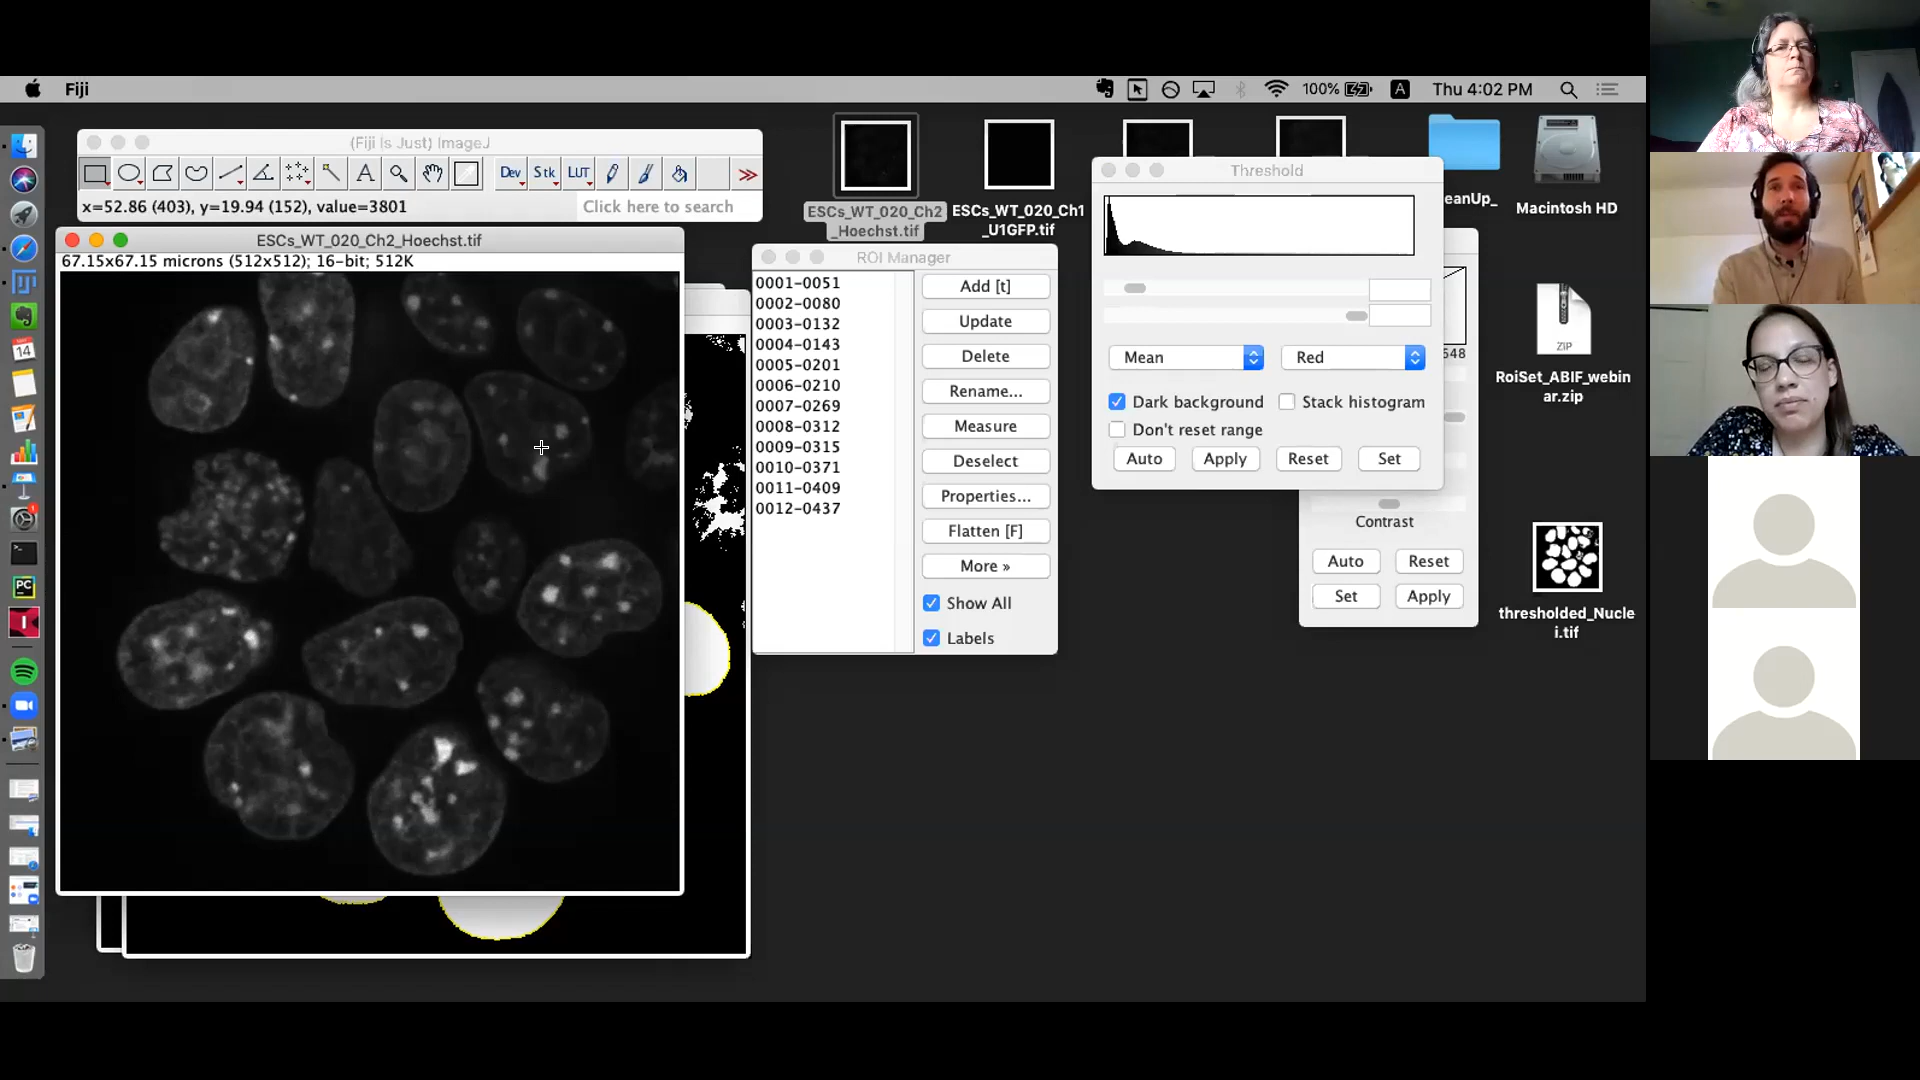 Fiji
100%
A
Thu 4:02 PM
(Fiji Is Just) ImageJ
A
Dev
Stk
LUT
x=52.86 (403), y=19.94 (152), value=3801
Click here to search
ESCs_WT_020_Ch2_Hoechst.tif
67.15x67.15 microns (512x512); 16-bit; 512K
ESCs_WT_020_Ch2
_Hoechst.tif
ESCs_WT_020_Ch1
_U1GFP.tif
eanUp_
Macintosh HD
ZIP
RoiSet_ABIF_webin
ar.zip
thresholded_Nucle
i.tif
ROI Manager
0001-0051
0002-0080
0003-0132
0004-0143
0005-0201
0006-0210
0007-0269
0008-0312
0009-0315
0010-0371
0011-0409
0012-0437
Add [t]
Update
Delete
Rename...
Measure
Deselect
Properties...
Flatten [F]
More »
Show All
Labels
Threshold
Mean
Red
Dark background
Stack histogram
Don't reset range
Auto
Apply
Reset
Set
548
Contrast
Auto
Reset
Set
Apply
14
PC
1